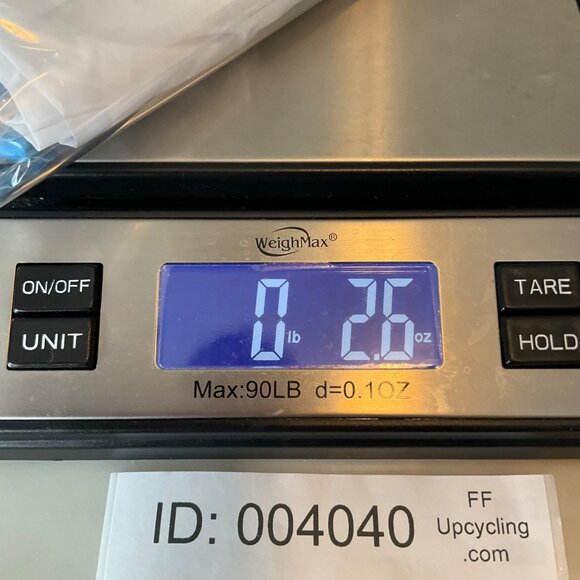 WeighMax®
ON/OFF
UNIT
0 lb 2.6 oz
TARE
HOLD
Max:90LB d=0.1OZ
ID: 004040
FF
Upcycling
.com